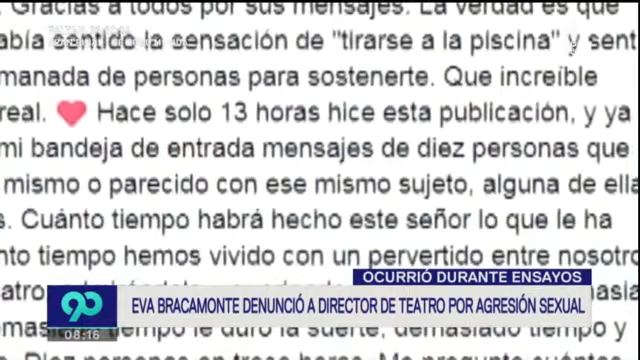 Gracias a todos por sus mensajes. La verdad es que
había sentido la sensación de "tirarse a la piscina" y sent
manada de personas para sostenerte. Que increíble
real. ❤ Hace solo 13 horas hice esta publicación, y ya
mi bandeja de entrada mensajes de diez personas que
mismo o parecido con ese mismo sujeto, alguna de ella
s. Cuánto tiempo habrá hecho este señor lo que le ha
nto tiempo hemos vivido con un pervertido entre nosotro
OCURRIÓ DURANTE ENSAYOS
90
EVA BRACAMONTE DENUNCIÓ A DIRECTOR DE TEATRO POR AGRESIÓN SEXUAL
08:16
tiempo le duró la suerte, demasiado tiempo y
Diez personas en trece horas. Me pregunto cuántos